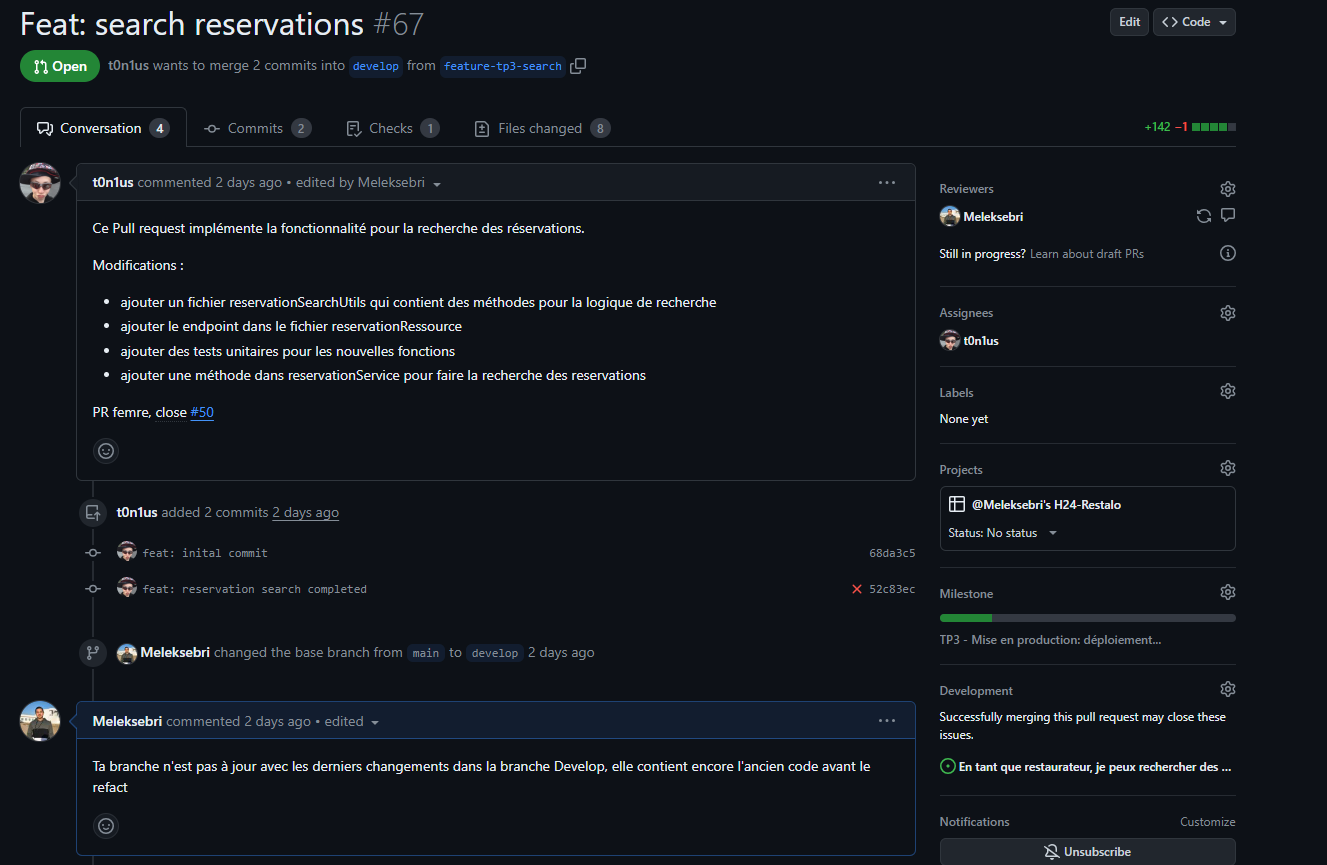 Feat: search reservations #67
Edit
Code
Open
t0n1us wants to merge 2 commits into develop from feature-tp3-search
Conversation 4
Commits 2
Checks 1
Files changed 8
+142 −1
t0n1us commented 2 days ago • edited by Meleksebri
Ce Pull request implémente la fonctionnalité pour la recherche des réservations.
Modifications :
• ajouter un fichier reservationSearchUtils qui contient des méthodes pour la logique de recherche
• ajouter le endpoint dans le fichier reservationRessource
• ajouter des tests unitaires pour les nouvelles fonctions
• ajouter une méthode dans reservationService pour faire la recherche des reservations
PR femre, close #50
t0n1us added 2 commits 2 days ago
feat: inital commit 68da3c5
feat: reservation search completed 52c83ec
Meleksebri changed the base branch from main to develop 2 days ago
Meleksebri commented 2 days ago • edited
Ta branche n'est pas à jour avec les derniers changements dans la branche Develop, elle contient encore l'ancien code avant le
refact
Reviewers
Meleksebri
Still in progress? Learn about draft PRs
Assignees
t0n1us
Labels
None yet
Projects
@Meleksebri's H24-Restalo
Status: No status
Milestone
TP3 - Mise en production: déploiement...
Development
Successfully merging this pull request may close these
issues.
En tant que restaurateur, je peux rechercher des ...
Notifications
Customize
Unsubscribe